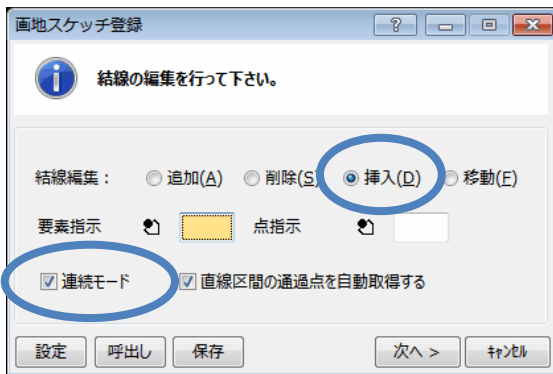 画地スケッチ登録
結線の編集を行って下さい。
結線編集： 追加(A) 削除(S) 挿入(D) 移動(F)
要素指示 点指示
連続モード 直線区間の通過点を自動取得する
設定 呼出し 保存 次へ > ｷｬﾝｾﾙ